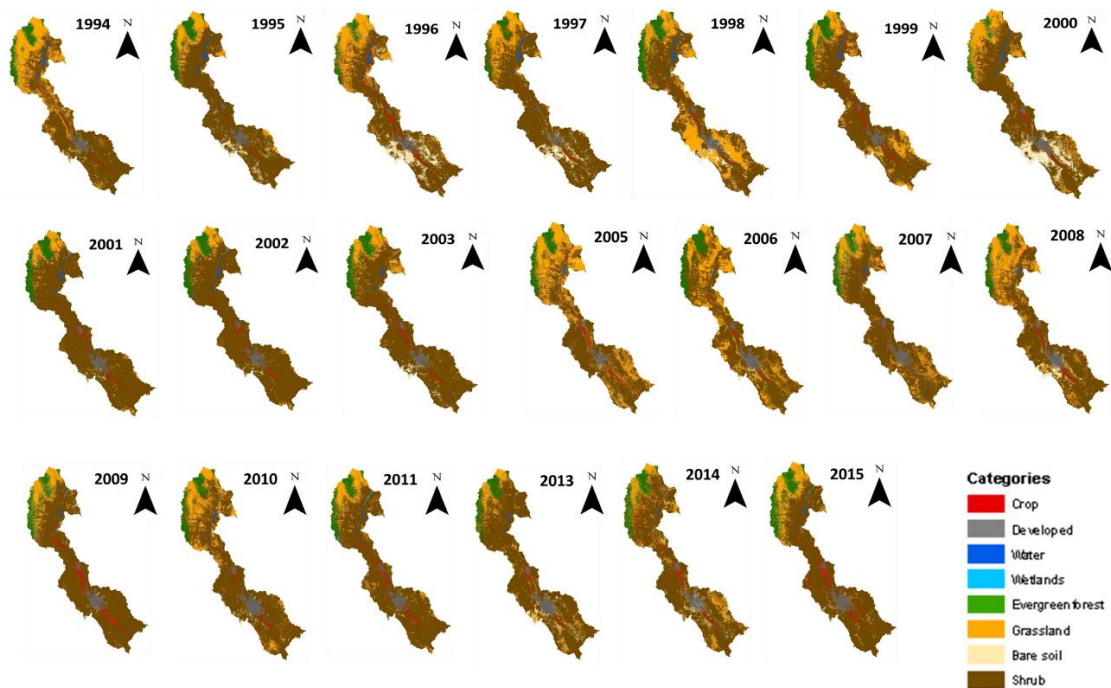 1994 N
1995 N
1996 N
1997 N
1998 N
1999 N
2000 N
2001 N
2002 N
2003 N
2005 N
2006 N
2007 N
2008 N
2009 N
2010 N
2011 N
2013 N
2014 N
2015 N
Categories
Crop
Developed
Water
Wetlands
Evergreen forest
Grassland
Bare soil
Shrub